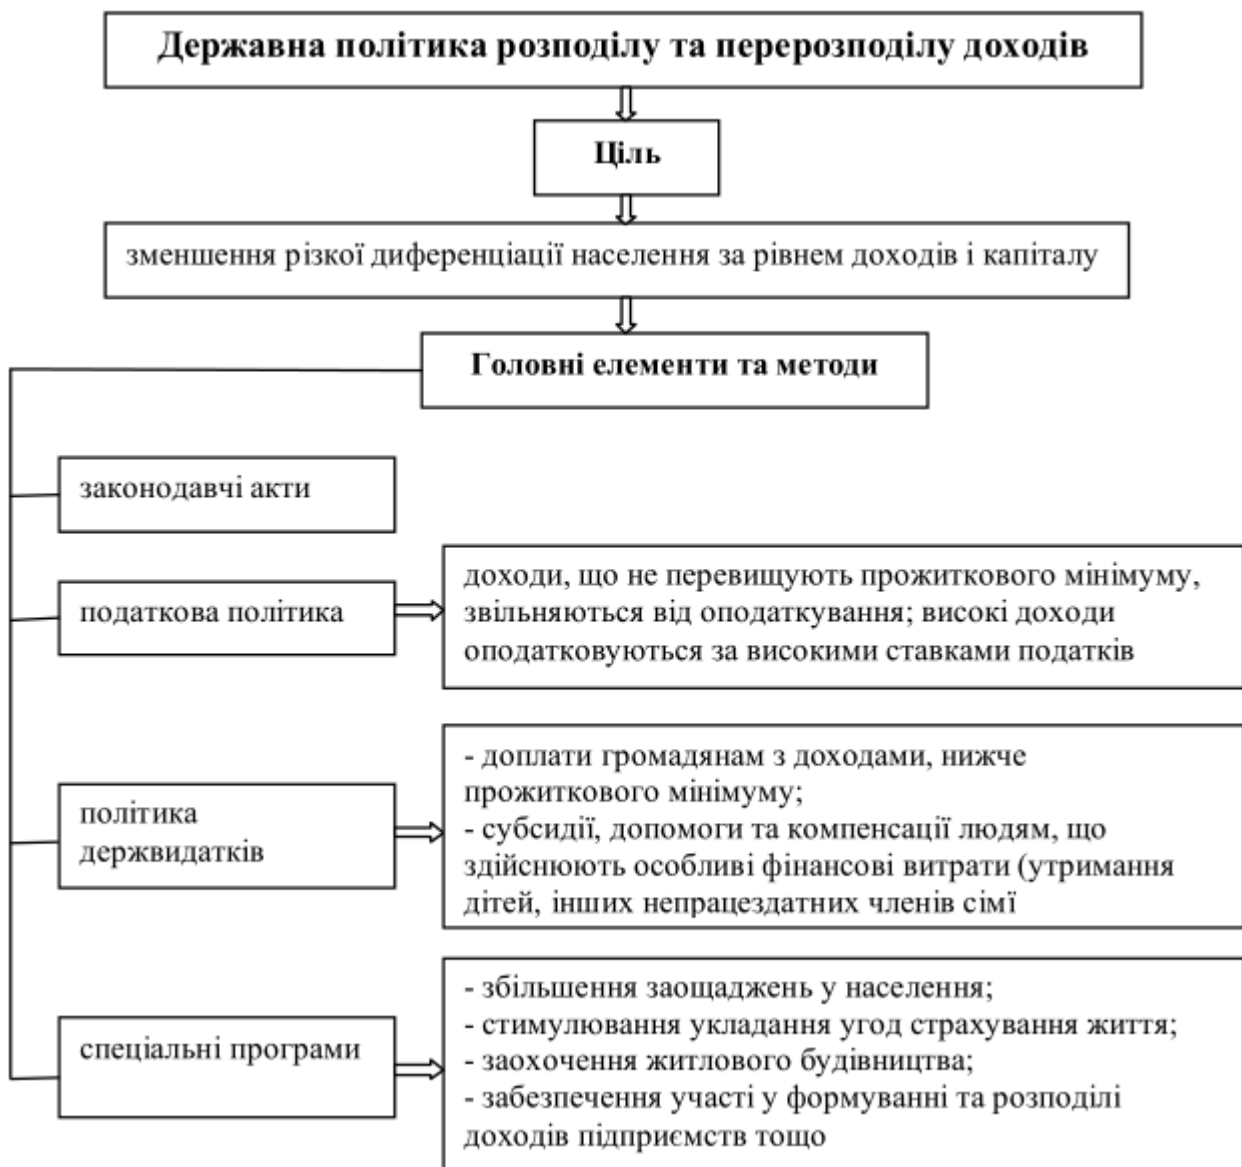 Державна політика розподілу та перерозподілу доходів
Ціль
зменшення різкої диференціації населення за рівнем доходів і капіталу
Головні елементи та методи
законодавчі акти
податкова політика
доходи, що не перевищують прожиткового мінімуму,
звільняються від оподаткування; високі доходи
оподатковуються за високими ставками податків
політика
держвидатків
- доплати громадянам з доходами, нижче
прожиткового мінімуму;
- субсидії, допомоги та компенсації людям, що
здійснюють особливі фінансові витрати (утримання
дітей, інших непрацездатних членів сімї
спеціальні програми
- збільшення заощаджень у населення;
- стимулювання укладання угод страхування життя;
- заохочення житлового будівництва;
- забезпечення участі у формуванні та розподілі
доходів підприємств тощо